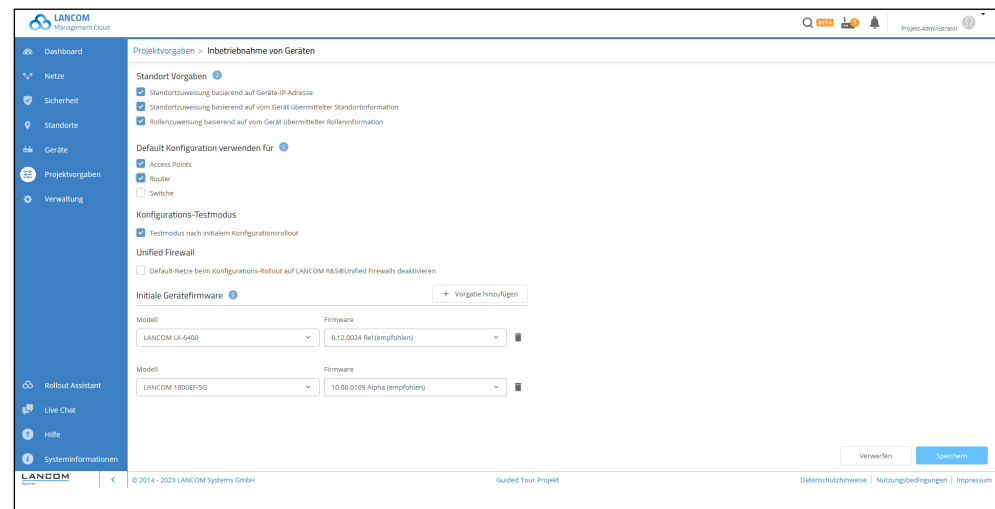 LANCOM
Management Cloud
BETA
Projekt-Administrator
Dashboard
Netze
Sicherheit
Standorte
Geräte
Projektvorgaben
Verwaltung
Rollout Assistant
Live Chat
Hilfe
Systeminformationen
Projektvorgaben > Inbetriebnahme von Geräten
Standort Vorgaben
Standortzuweisung basierend auf Geräte-IP-Adresse
Standortzuweisung basierend auf vom Gerät übermittelter Standortinformation
Rollenzuweisung basierend auf vom Gerät übermittelter Rolleninformation
Default Konfiguration verwenden für
Access Points
Router
Switche
Konfigurations-Testmodus
Testmodus nach initialem Konfigurationsrollout
Unified Firewall
Default-Netze beim Konfigurations-Rollout auf LANCOM R&S®Unified Firewalls deaktivieren
Initiale Gerätefirmware
+ Vorgabe hinzufügen
Modell Firmware
LANCOM LX-6400 6.12.0024 Rel (empfohlen)
Modell Firmware
LANCOM 1800EF-5G 10.80.0109 Alpha (empfohlen)
Verwerfen Speichern
LANCOM
Systems
© 2014 - 2023 LANCOM Systems GmbH Guided Tour Projekt Datenschutzhinweise | Nutzungsbedingungen | Impressum